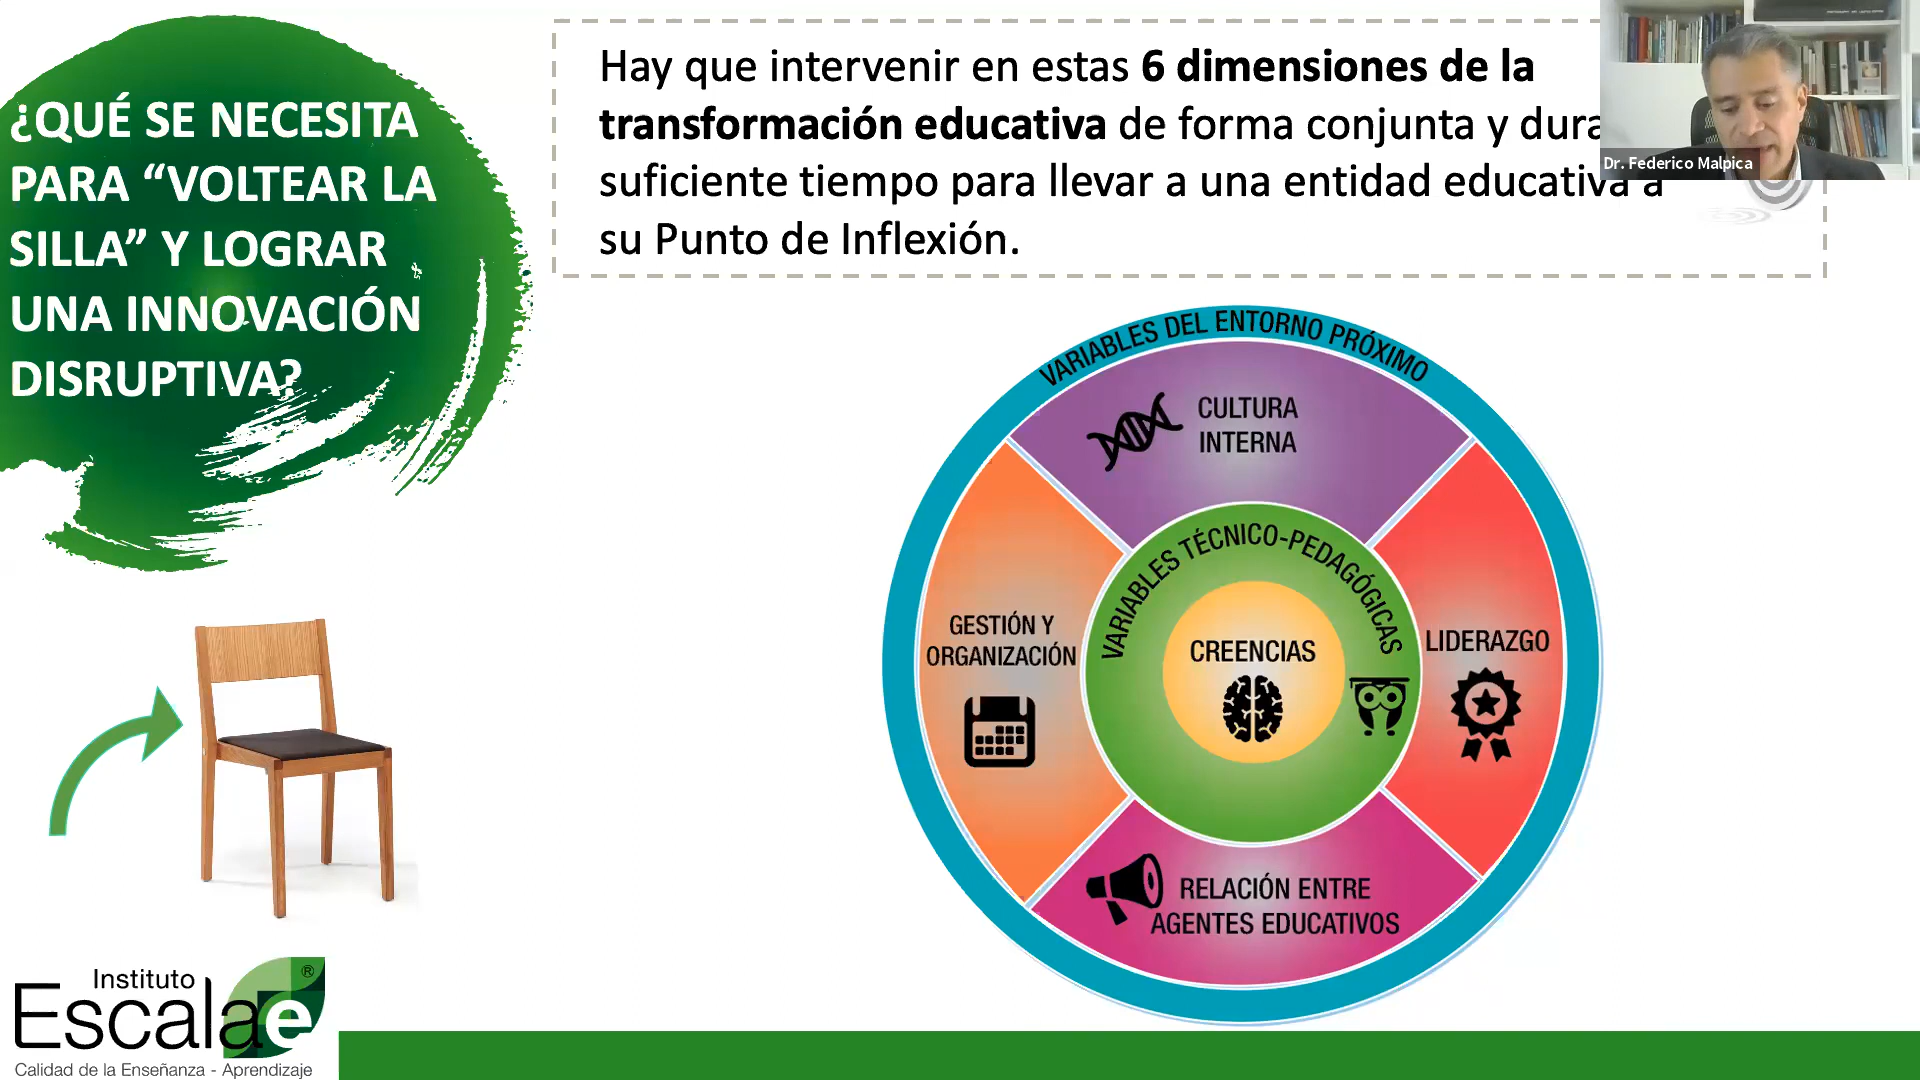 ¿QUÉ SE NECESITA
PARA “VOLTEAR LA
SILLA” Y LOGRAR
UNA INNOVACIÓN
DISRUPTIVA?
Hay que intervenir en estas 6 dimensiones de la
transformación educativa de forma conjunta y
suficiente tiempo para llevar a una entidad educativa a
su Punto de Inflexión.
Dr. Federico Malpica
VARIABLES DEL ENTORNO PRÓXIMO
CULTURA
INTERNA
VARIABLES TÉCNICO-PEDAGÓGICAS
GESTIÓN Y
ORGANIZACIÓN
CREENCIAS
LIDERAZGO
RELACIÓN ENTRE
AGENTES EDUCATIVOS
Instituto
Escalae
®
Calidad de la Enseñanza - Aprendizaje